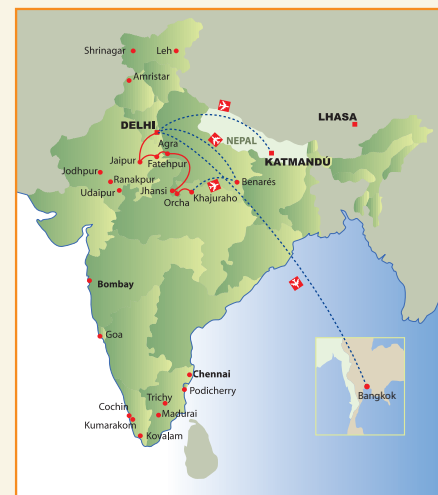 Shrinagar
Leh
Amristar
LHASA
DELHI
Agra
NEPAL
KATMANDÚ
Jaipur
Fatehpur
Jodhpur
Ranakpur
Benarés
Udaipur
Jhansi
Khajuraho
Orcha
Bombay
Goa
Chennai
Podicherry
Bangkok
Trichy
Cochin
Madurai
Kumarakom
Kovalam